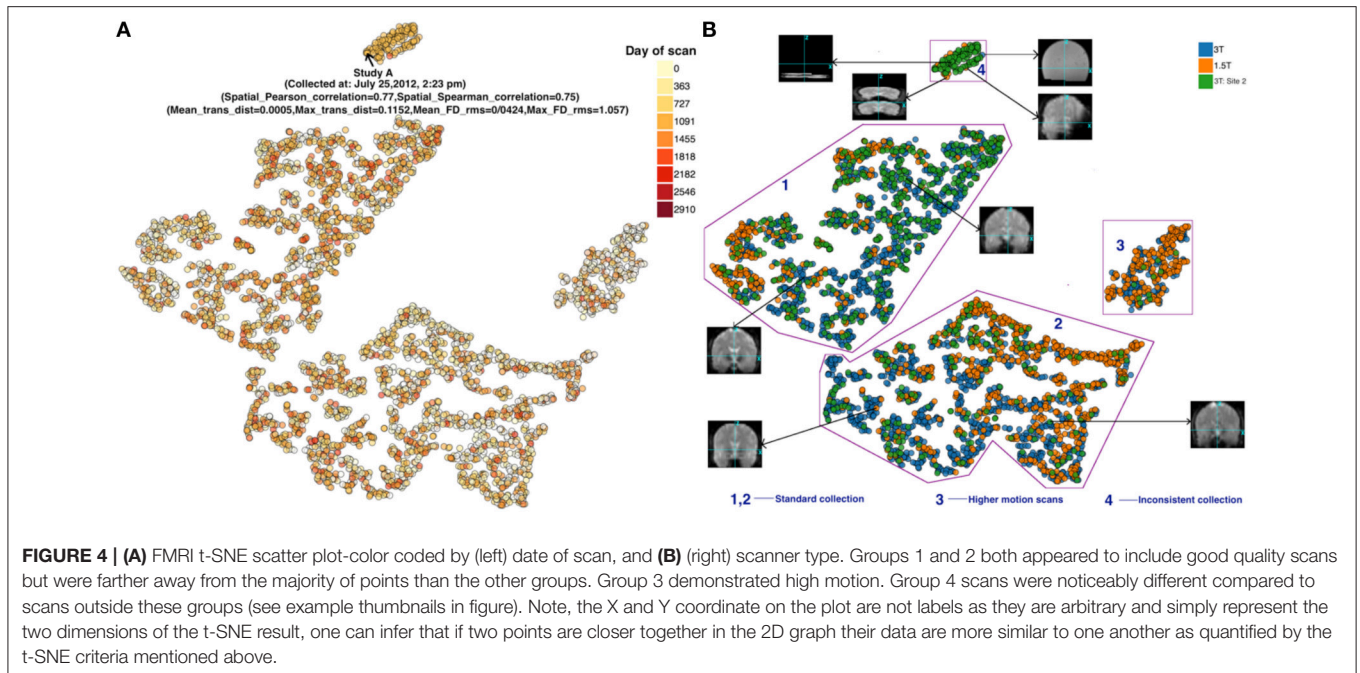 A
Study A
(Collected at: July 25,2012, 2:23 pm)
(Spatial_Pearson_correlation=0.77,Spatial_Spearman_correlation=0.75)
(Mean_trans_dist=0.0005,Max_trans_dist=0.1152,Mean_FD_rms=0/0424,Max_FD_rms=1.057)
Day of scan
0
363
727
1091
1455
1818
2182
2546
2910
B
3T
1.5T
3T: Site 2
4
1
3
2
1,2 Standard collection
3 Higher motion scans
4 Inconsistent collection
FIGURE 4 | (A) FMRI t-SNE scatter plot-color coded by (left) date of scan, and (B) (right) scanner type. Groups 1 and 2 both appeared to include good quality scans
but were farther away from the majority of points than the other groups. Group 3 demonstrated high motion. Group 4 scans were noticeably different compared to
scans outside these groups (see example thumbnails in figure). Note, the X and Y coordinate on the plot are not labels as they are arbitrary and simply represent the
two dimensions of the t-SNE result, one can infer that if two points are closer together in the 2D graph their data are more similar to one another as quantified by the
t-SNE criteria mentioned above.